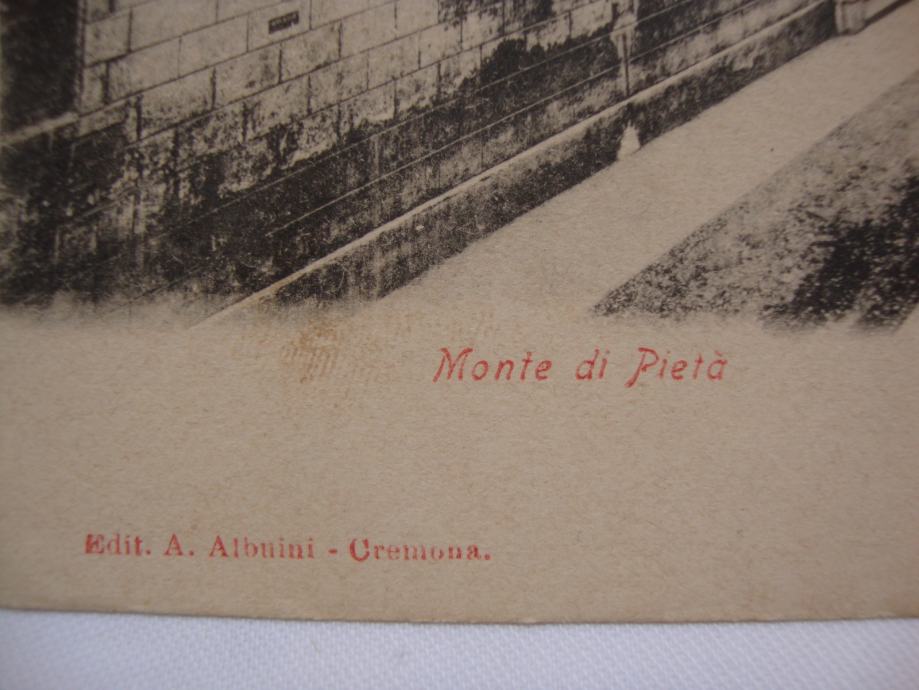 Monte di Pietà
Edit. A. Albuini - Cremona.